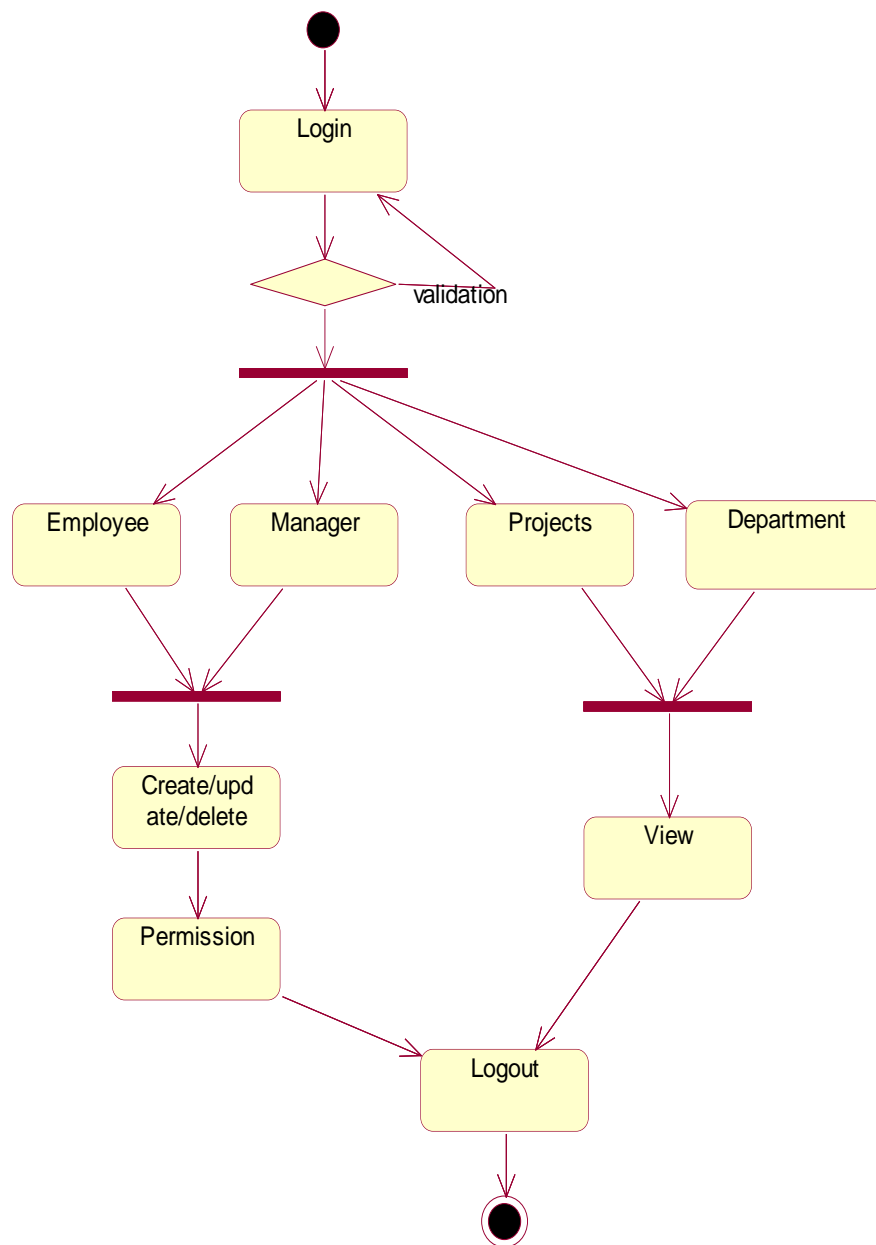 Login
validation
Employee
Manager
Projects
Department
Create/upd
ate/delete
View
Permission
Logout